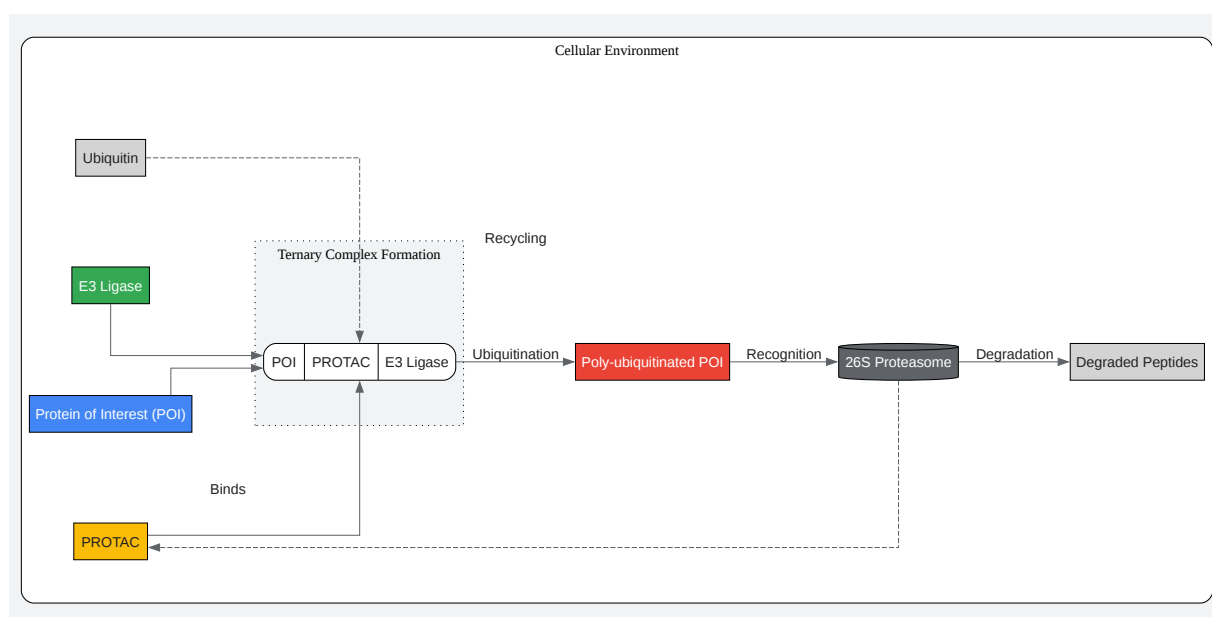 Cellular Environment
Ubiquitin
Recycling
Ternary Complex Formation
E3 Ligase
POI
PROTAC
E3 Ligase
Ubiquitination
Poly-ubiquitinated POI
Recognition
26S Proteasome
Degradation
Degraded Peptides
Protein of Interest (POI)
Binds
PROTAC